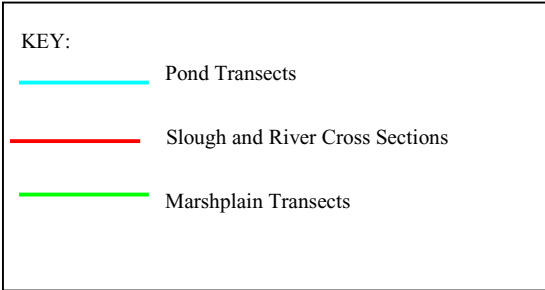 KEY:
Pond Transects
Slough and River Cross Sections
Marshplain Transects